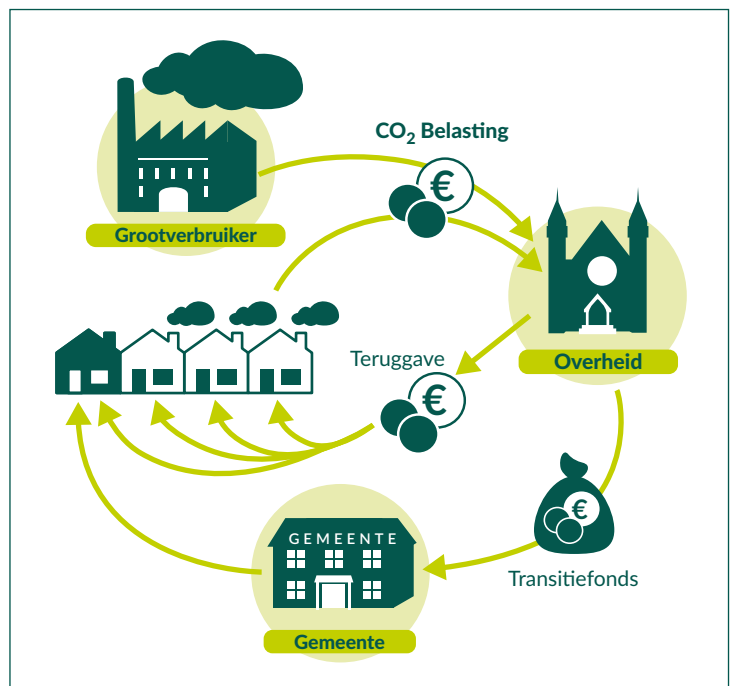 CO₂ Belasting
€
Grootverbruiker
Overheid
Teruggave
€
€
GEMEENTE
Transitiefonds
Gemeente